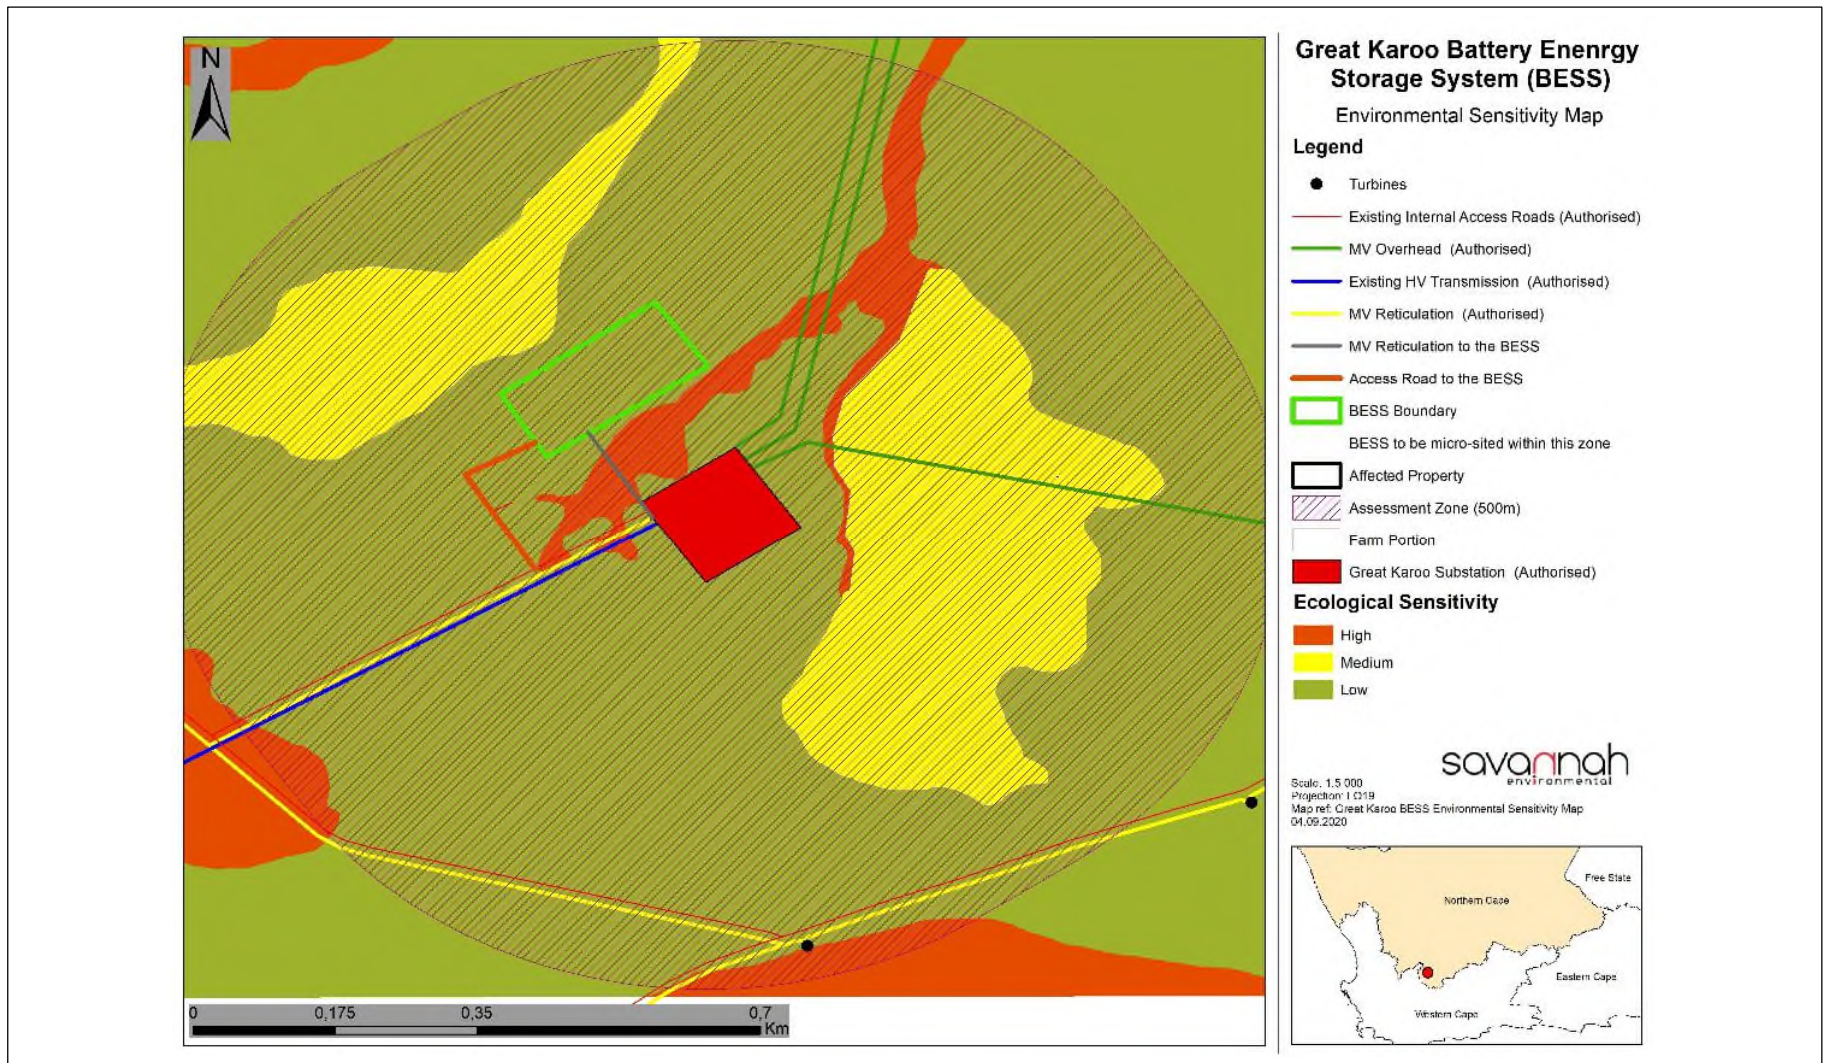 N
Great Karoo Battery Enenrgy
Storage System (BESS)
Environmental Sensitivity Map
Legend
Turbines
Existing Internal Access Roads (Authorised)
MV Overhead (Authorised)
Existing HV Transmission (Authorised)
MV Reticulation (Authorised)
MV Reticulation to the BESS
Access Road to the BESS
BESS Boundary
BESS to be micro-sited within this zone
Affected Property
Assessment Zone (500m)
Farm Portion
Great Karoo Substation (Authorised)
Ecological Sensitivity
High
Medium
Low
savannah
environmental
Scale: 1:5 000
Projection: LO19
Map ref: Great Karoo BESS Environmental Sensitivity Map
04.09.2020
Free State
Northern Cape
Eastern Cape
Western Cape
0 0,175 0,35 0,7
Km